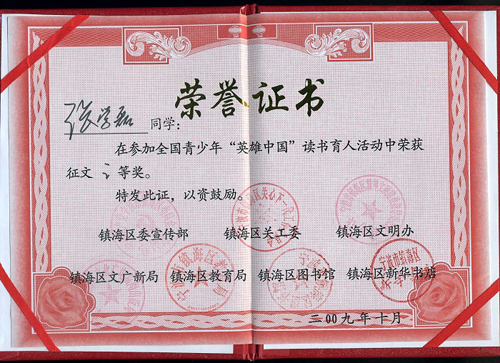 荣誉证书
张学磊同学:
在参加全国青少年“英雄中国”读书育人活动中荣获
征文 等奖。
特发此证,以资鼓励。
镇海区委宣传部 镇海区关工委 镇海区文明办
镇海区文广新局 镇海区教育局 镇海区图书馆 镇海区新华书店
二00九年十月